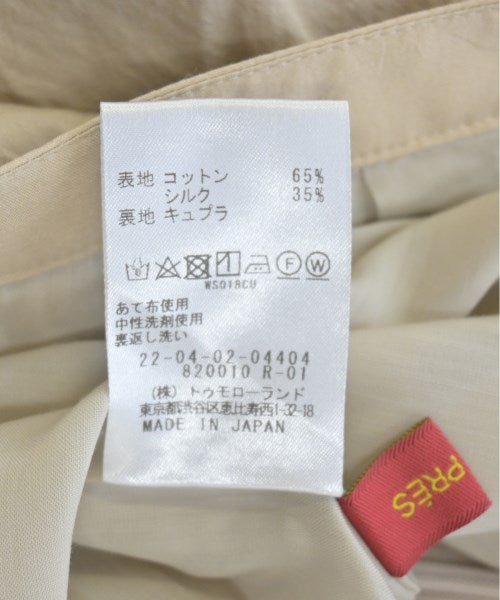 表地 コットン 65%
シルク 35%
裏地 キュプラ
F W
WS018CU
あて布使用
中性洗剤使用
裏返し洗い
22-04-02-04404
820010 R-01
(株) トゥモローランド
東京都渋谷区恵比寿西1-32-18
MADE IN JAPAN
PRÈS